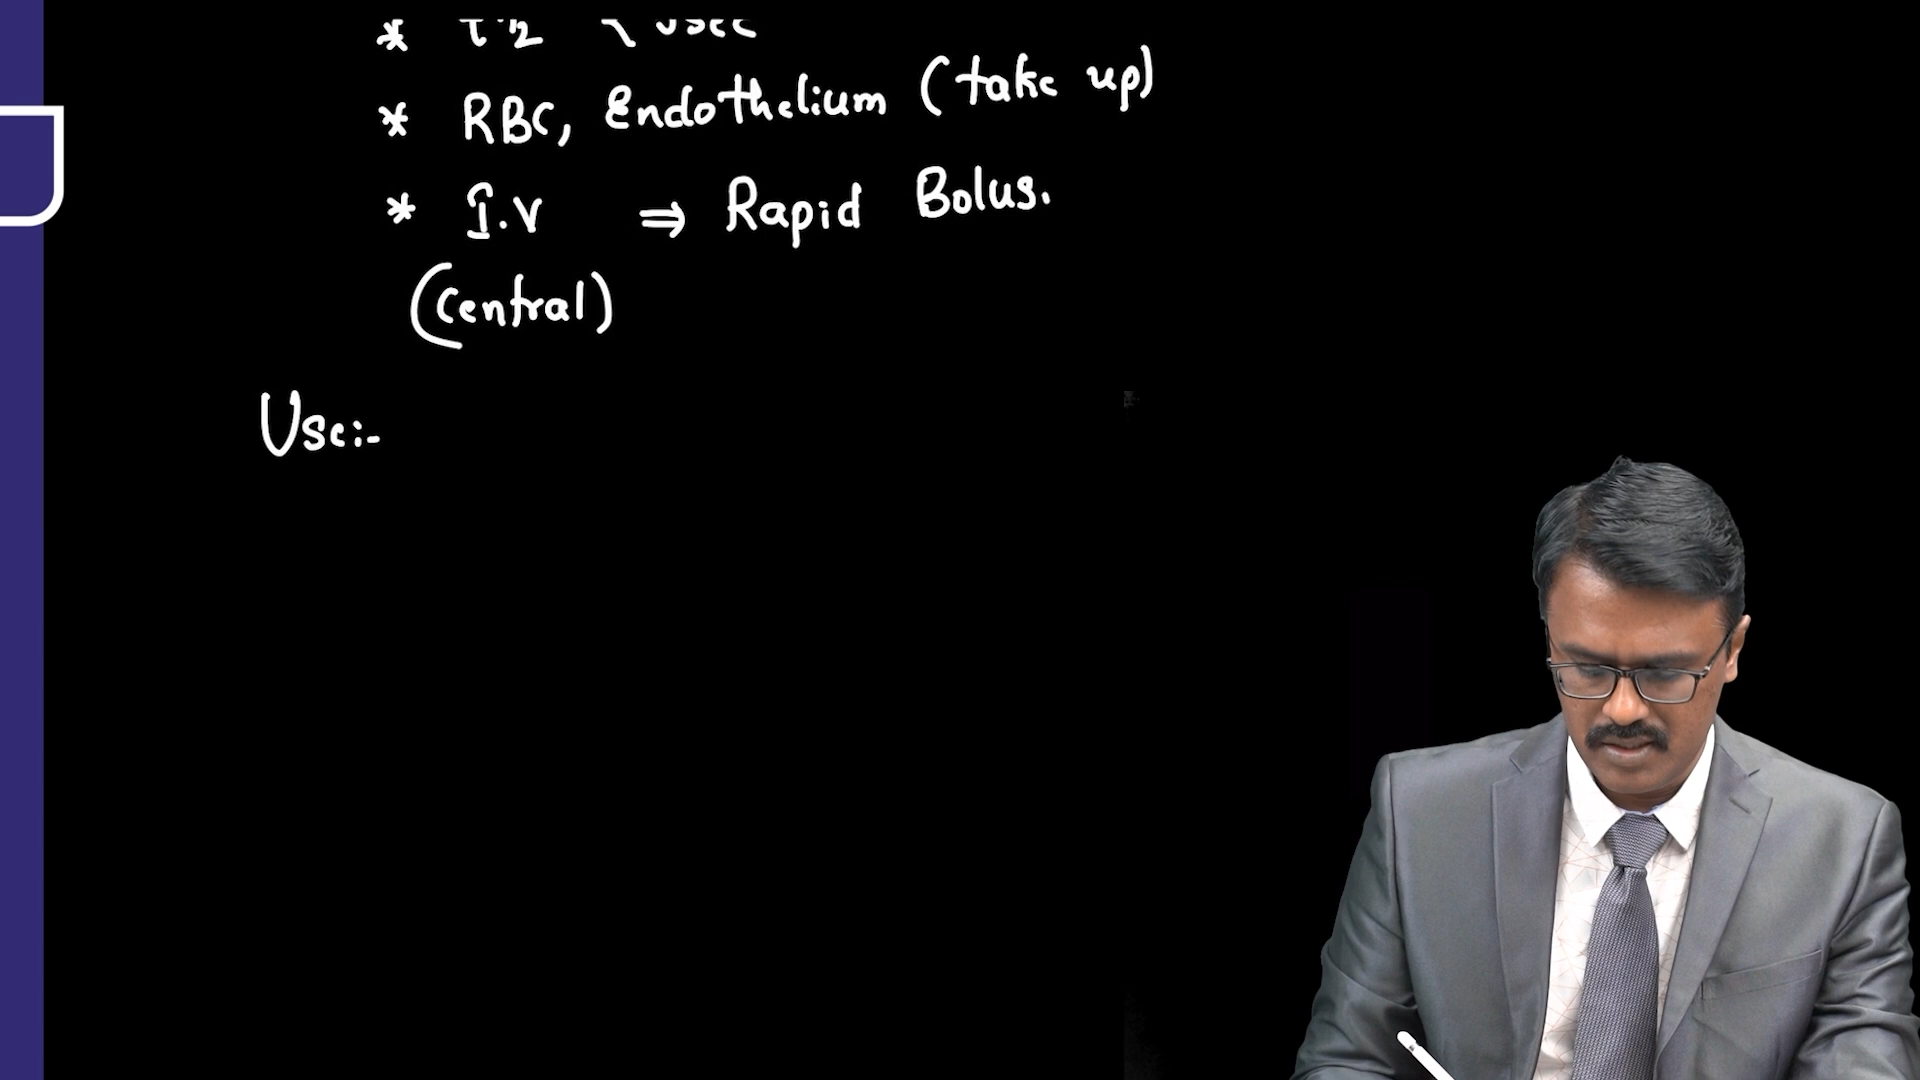 * RBC, Endothelium (take up)
* I.V ⇒ Rapid Bolus.
(Central)
Use:-